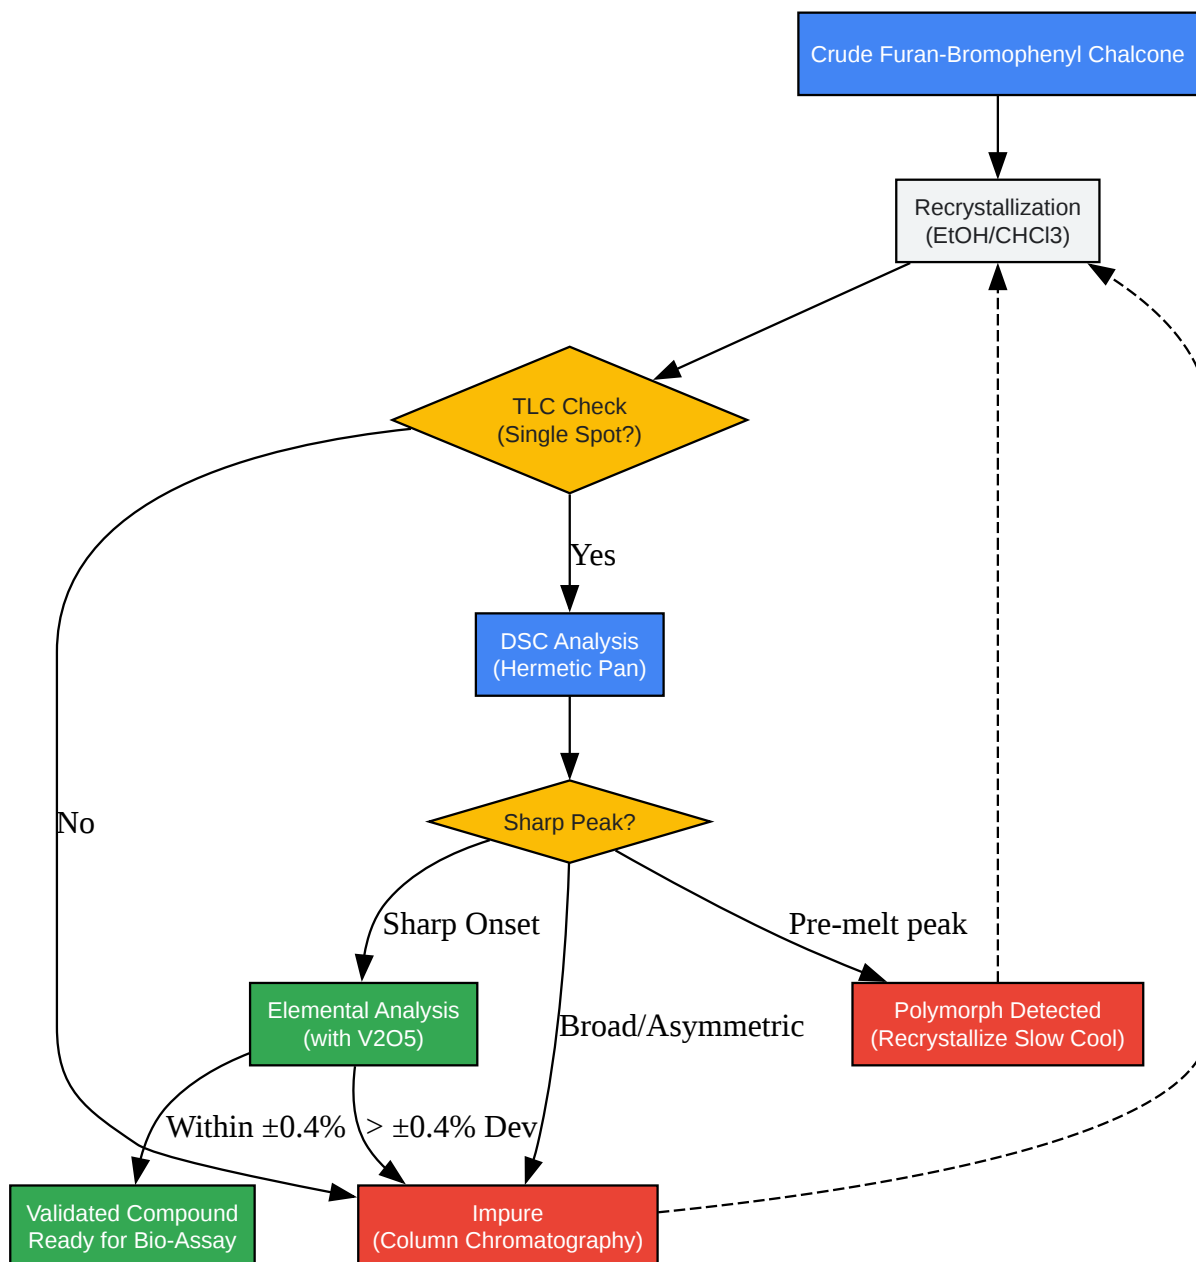 Crude Furan-Bromophenyl Chalcone
Recrystallization
(EtOH/CHCl3)
TLC Check
(Single Spot?)
Yes
DSC Analysis
(Hermetic Pan)
No
Sharp Peak?
Sharp Onset
Pre-melt peak
Elemental Analysis
(with V2O5)
Broad/Asymmetric
Polymorph Detected
(Recrystallize Slow Cool)
Within ±0.4%
> ±0.4% Dev
Validated Compound
Ready for Bio-Assay
Impure
(Column Chromatography)